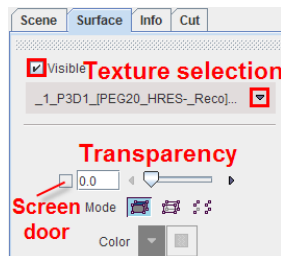 Scene Surface Info Cut
Visible Texture selection
_1_P3D1_[PEG20_HRES-_Reco]...
Transparency
0.0
Screen Mode
door Color